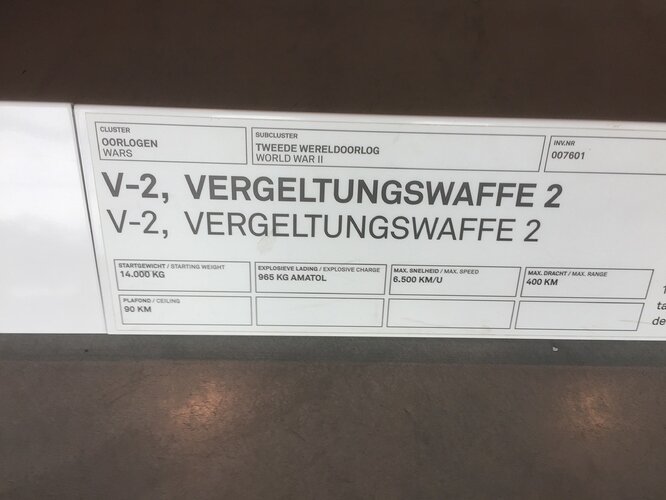 CLUSTER
OORLOGEN
WARS
SUBCLUSTER
TWEEDE WERELDOORLOG
WORLD WAR II
INV.NR
007601
V-2, VERGELTUNGSWAFFE 2
V-2, VERGELTUNGSWAFFE 2
STARTGEWICHT / STARTING WEIGHT
14.000 KG
EXPLOSIEVE LADING / EXPLOSIVE CHARGE
965 KG AMATOL
MAX. SNELHEID / MAX. SPEED
6.500 KM/U
MAX. DRACHT / MAX. RANGE
400 KM
PLAFOND / CEILING
90 KM
ta
de